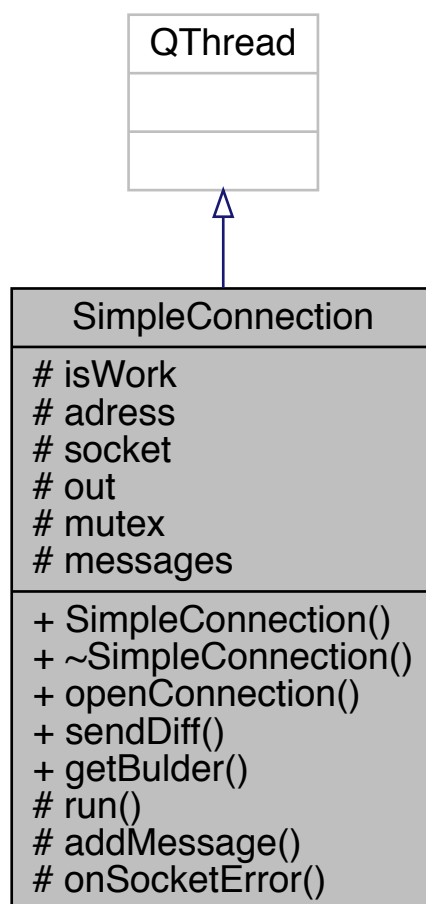 QThread
SimpleConnection
# isWork
# adress
# socket
# out
# mutex
# messages
+ SimpleConnection()
+ ~SimpleConnection()
+ openConnection()
+ sendDiff()
+ getBulder()
# run()
# addMessage()
# onSocketError()